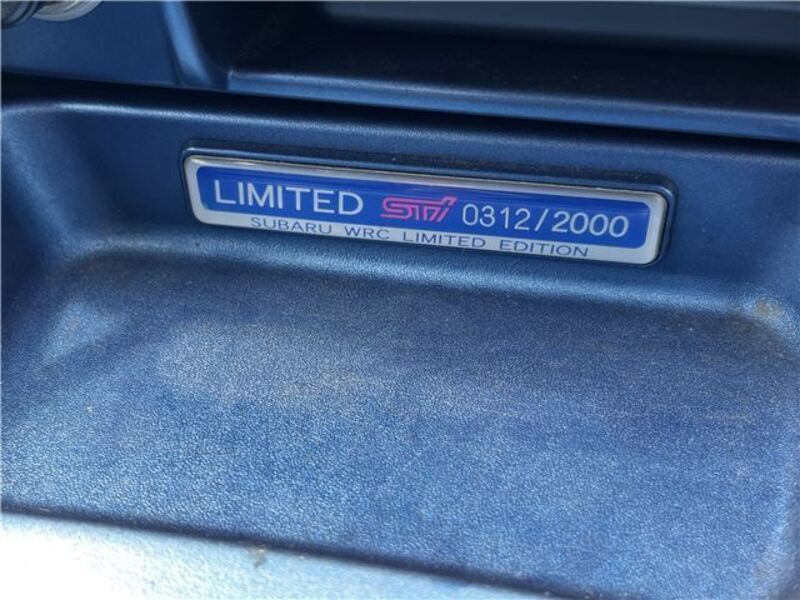 LIMITED STi 0312/2000
SUBARU WRC LIMITED EDITION